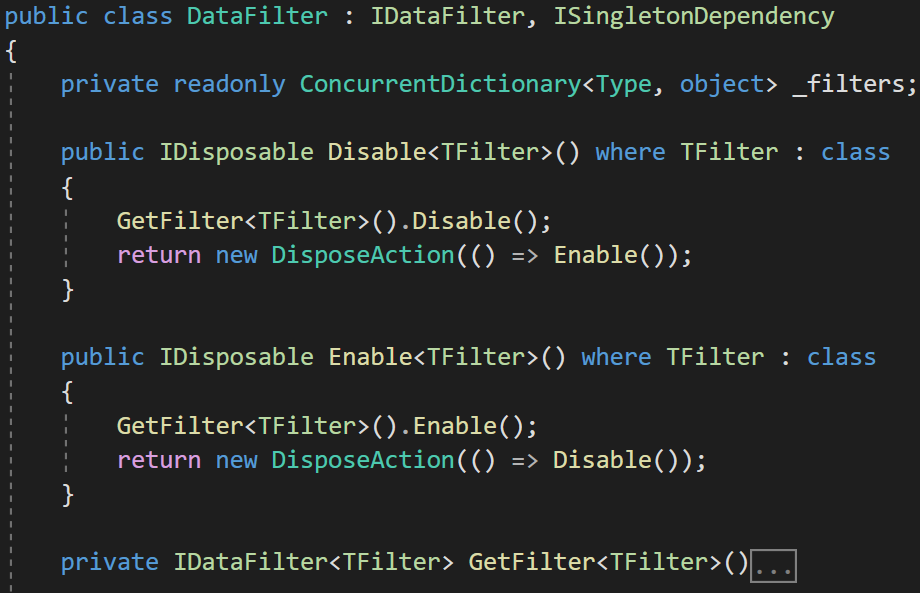 public class DataFilter : IDataFilter, ISingletonDependency
{
private readonly ConcurrentDictionary<Type, object> _filters;
public IDisposable Disable<TFilter>() where TFilter : class
{
GetFilter<TFilter>().Disable();
return new DisposeAction(() => Enable());
}
public IDisposable Enable<TFilter>() where TFilter : class
{
GetFilter<TFilter>().Enable();
return new DisposeAction(() => Disable());
}
private IDataFilter<TFilter> GetFilter<TFilter>()...